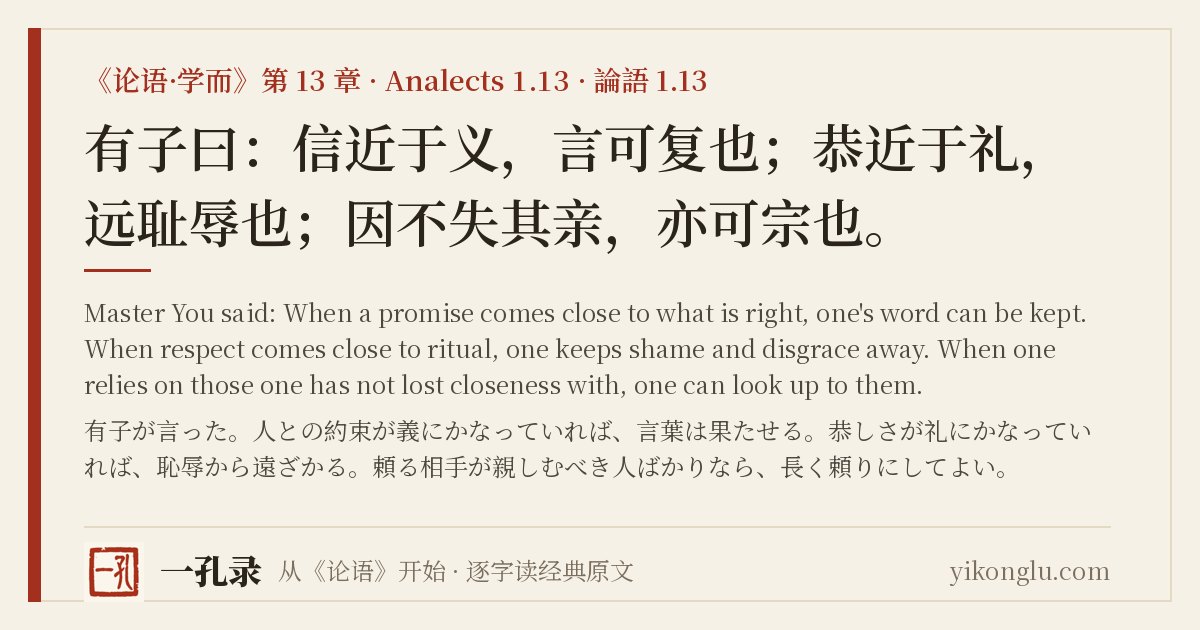 《论语·学而》第 13 章 · Analects 1.13 · 論語 1.13
有子曰：信近于义，言可复也；恭近于礼，
远耻辱也；因不失其亲，亦可宗也。
Master You said: When a promise comes close to what is right, one's word can be kept.
When respect comes close to ritual, one keeps shame and disgrace away. When one
relies on those one has not lost closeness with, one can look up to them.
有子が言った。人との約束が義にかなっていれば、言葉は果たせる。恭しさが礼にかなってい
れば、恥辱から遠ざかる。頼る相手が親しむべき人ばかりなら、長く頼りにしてよい。
一孔
一孔录 从《论语》开始 · 逐字读经典原文 yikonglu.com